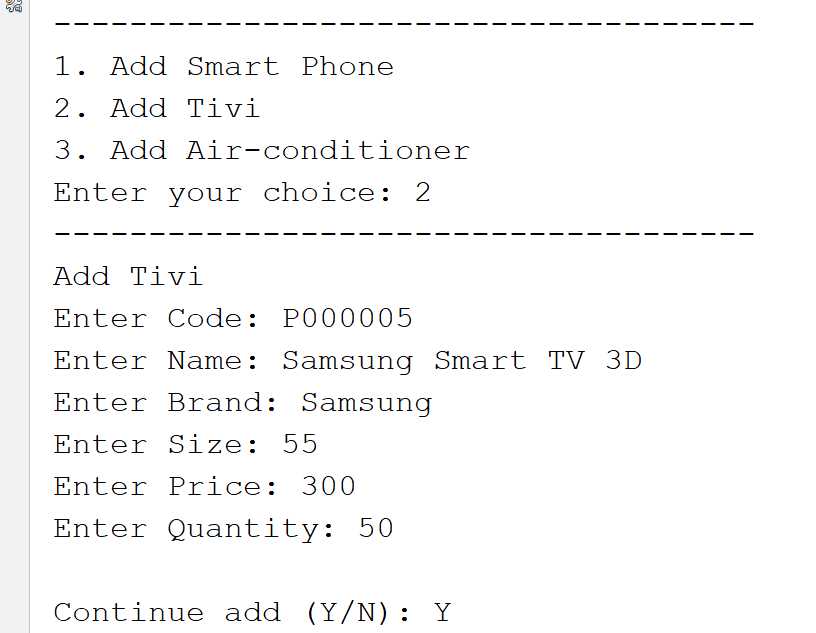 -------------------------------------
1. Add Smart Phone
2. Add Tivi
3. Add Air-conditioner
Enter your choice: 2
-------------------------------------
Add Tivi
Enter Code: P000005
Enter Name: Samsung Smart TV 3D
Enter Brand: Samsung
Enter Size: 55
Enter Price: 300
Enter Quantity: 50
Continue add (Y/N): Y